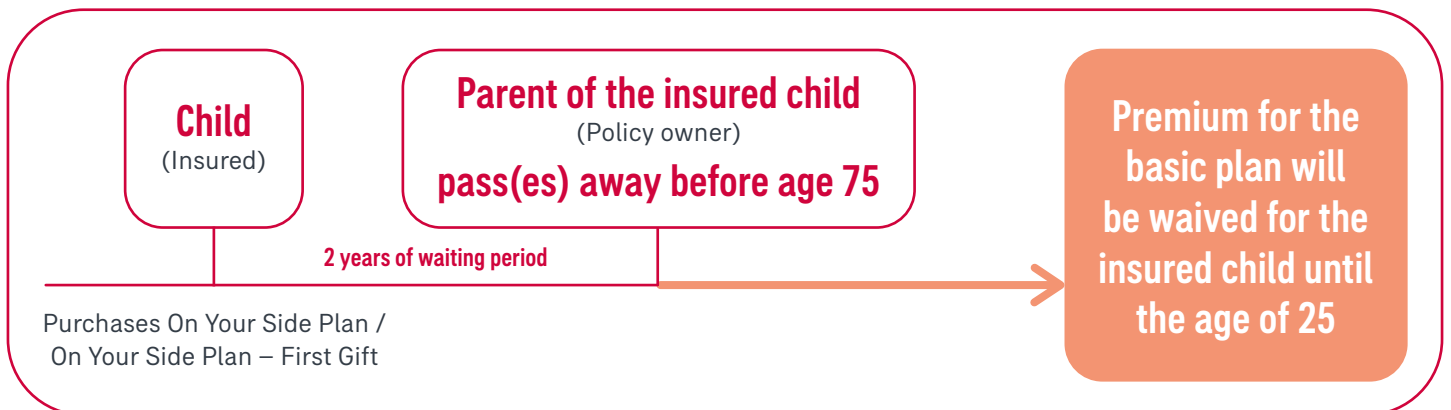 Child
(Insured)
Parent of the insured child
(Policy owner)
pass(es) away before age 75
2 years of waiting period
Purchases On Your Side Plan /
On Your Side Plan – First Gift
Premium for the
basic plan will
be waived for the
insured child until
the age of 25